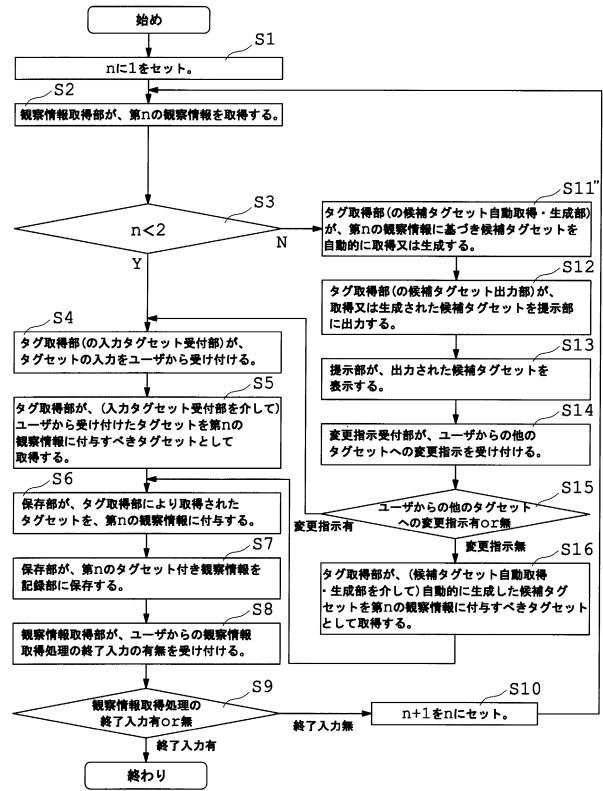 始め
S1
nに1をセット。
S2
観察情報取得部が、第nの観察情報を取得する。
S3
n<2
N
Y
S11"
タグ取得部(の候補タグセット自動取得・生成部)
が、第nの観察情報に基づき候補タグセットを
自動的に取得又は生成する。
S12
タグ取得部(の候補タグセット出力部)が、
取得又は生成された候補タグセットを提示部
に出力する。
S13
提示部が、出力された候補タグセットを
表示する。
S14
変更指示受付部が、ユーザからの他の
タグセットへの変更指示を受け付ける。
S15
ユーザからの他のタグセット
への変更指示有or無
変更指示有
変更指示無
S16
タグ取得部が、(候補タグセット自動取得
・生成部を介して)自動的に生成した候補タグ
セットを第nの観察情報に付与すべきタグセット
として取得する。
S4
タグ取得部(の入力タグセット受付部)が、
タグセットの入力をユーザから受け付ける。
S5
タグ取得部が、(入力タグセット受付部を介して)
ユーザから受け付けたタグセットを第nの
観察情報に付与すべきタグセットとして
取得する。
S6
保存部が、タグ取得部により取得された
タグセットを、第nの観察情報に付与する。
S7
保存部が、第nのタグセット付き観察情報を
記録部に保存する。
S8
観察情報取得部が、ユーザからの観察情報
取得処理の終了入力の有無を受け付ける。
S9
観察情報取得処理の
終了入力有or無
終了入力無
終了入力有
S10
n+1をnにセット。
終わり